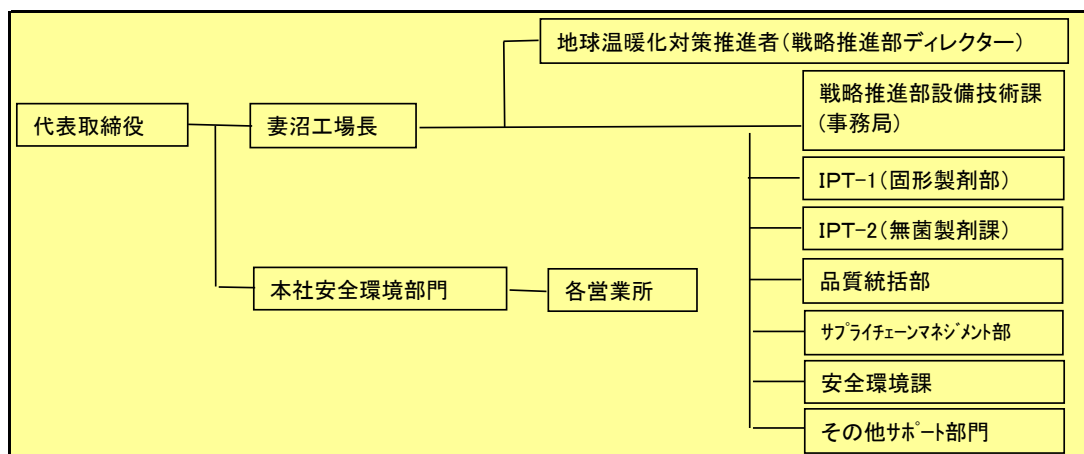 地球温暖化対策推進者（戦略推進部ディレクター）
戦略推進部設備技術課
（事務局）
代表取締役
妻沼工場長
IPT-1（固形製剤部）
IPT-2（無菌製剤課）
本社安全環境部門
各営業所
品質統括部
ｻﾌﾟﾗｲﾁｪｰﾝﾏﾈｼﾞﾒﾝﾄ部
安全環境課
その他ｻﾎﾟｰﾄ部門